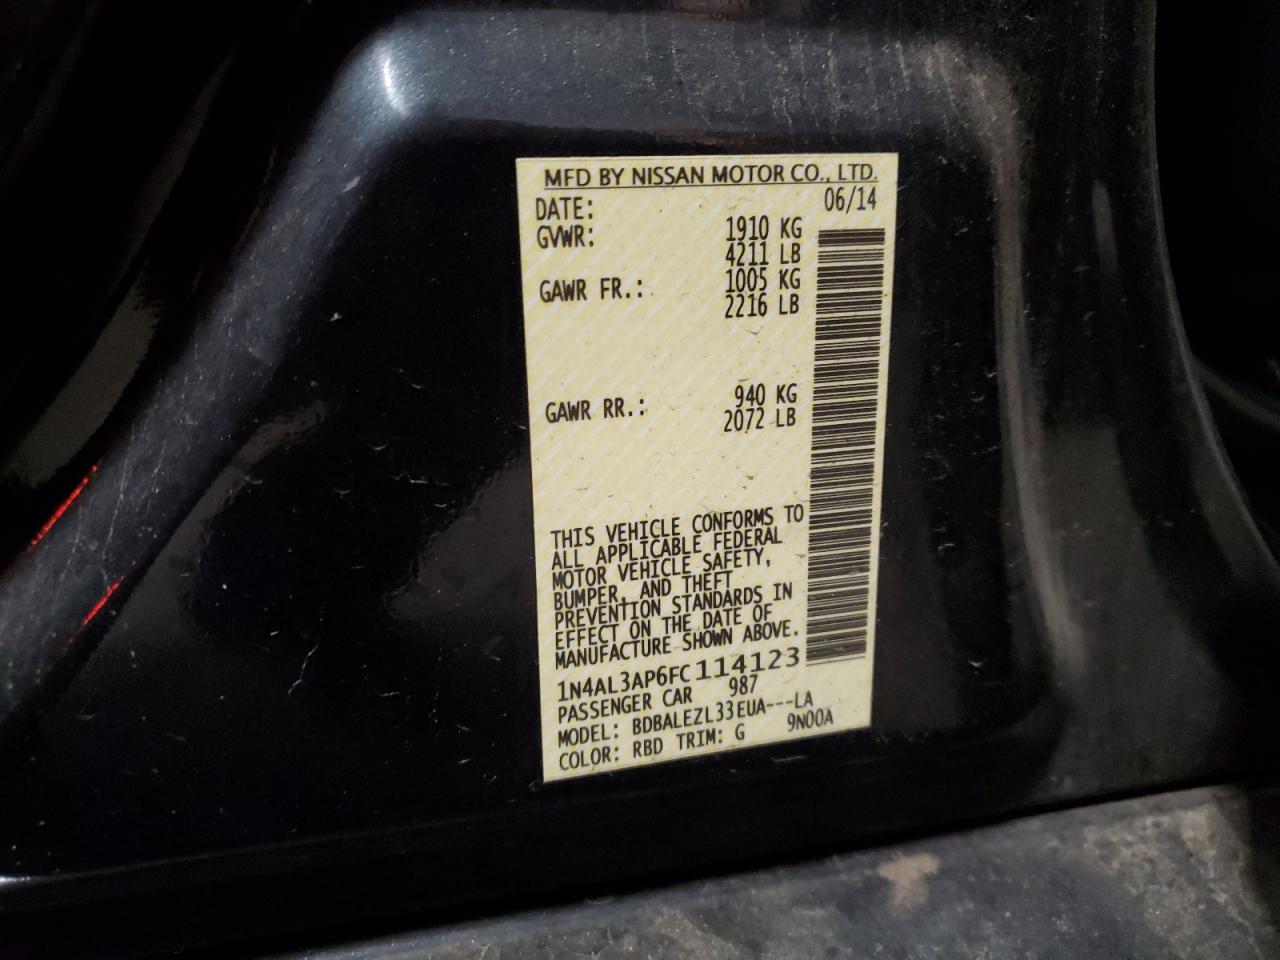 MFD BY NISSAN MOTOR CO., LTD.
DATE: 06/14
GVWR: 1910 KG
4211 LB
GAWR FR.: 1005 KG
2216 LB
GAWR RR.: 940 KG
2072 LB
THIS VEHICLE CONFORMS TO
ALL APPLICABLE FEDERAL
MOTOR VEHICLE SAFETY,
BUMPER, AND THEFT
PREVENTION STANDARDS IN
EFFECT ON THE DATE OF
MANUFACTURE SHOWN ABOVE.
1N4AL3AP6FC114123
PASSENGER CAR 987
MODEL: BDBALEZL33EUA---LA
COLOR: RBD TRIM: G 9N00A